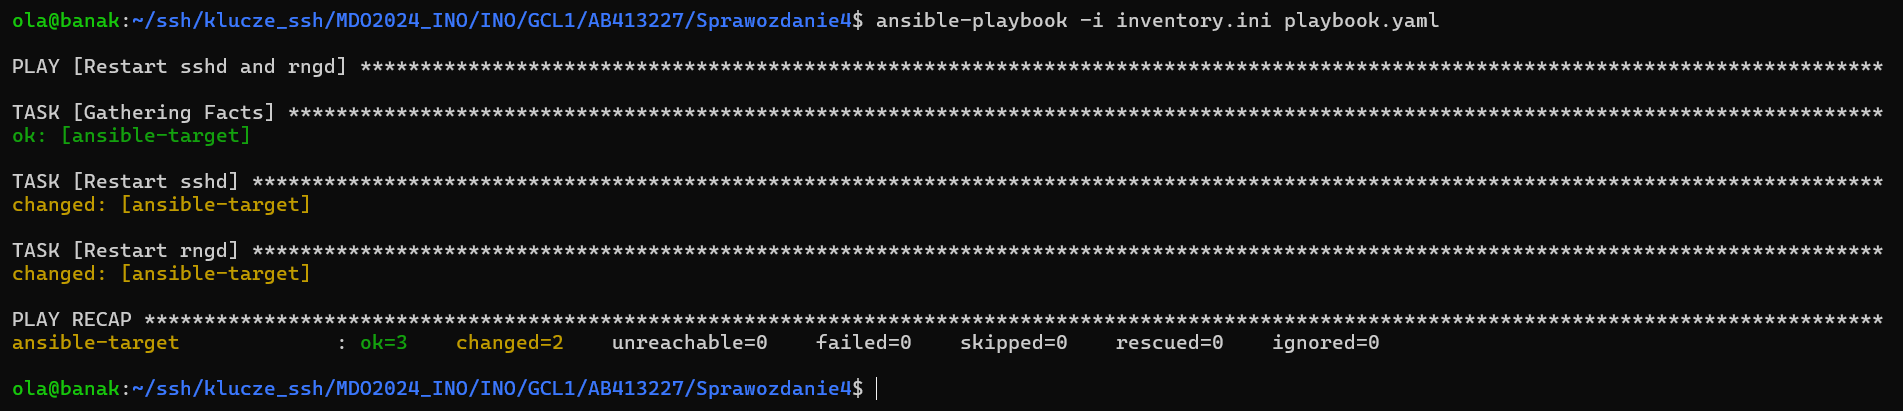 ola@banak:~/ssh/klucze_ssh/MDO2024_INO/INO/GCL1/AB413227/Sprawozdanie4$ ansible-playbook -i inventory.ini playbook.yaml
PLAY [Restart sshd and rngd] *******************************************************************************************************************************
TASK [Gathering Facts] *************************************************************************************************************************************
ok: [ansible-target]
TASK [Restart sshd] ****************************************************************************************************************************************
changed: [ansible-target]
TASK [Restart rngd] ****************************************************************************************************************************************
changed: [ansible-target]
PLAY RECAP *************************************************************************************************************************************************
ansible-target             : ok=3    changed=2    unreachable=0    failed=0    skipped=0    rescued=0    ignored=0
ola@banak:~/ssh/klucze_ssh/MDO2024_INO/INO/GCL1/AB413227/Sprawozdanie4$